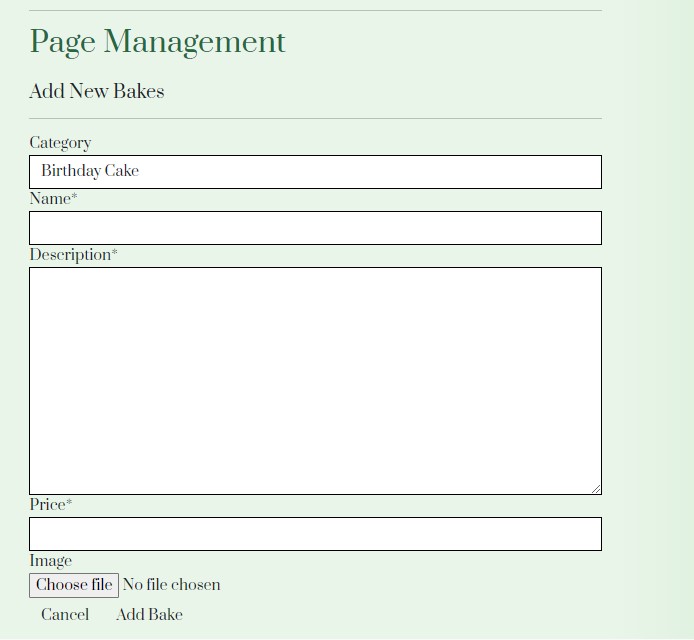 Page Management
Add New Bakes
Category
Birthday Cake
Name*
Description*
Price*
Image
Choose file No file chosen
Cancel Add Bake